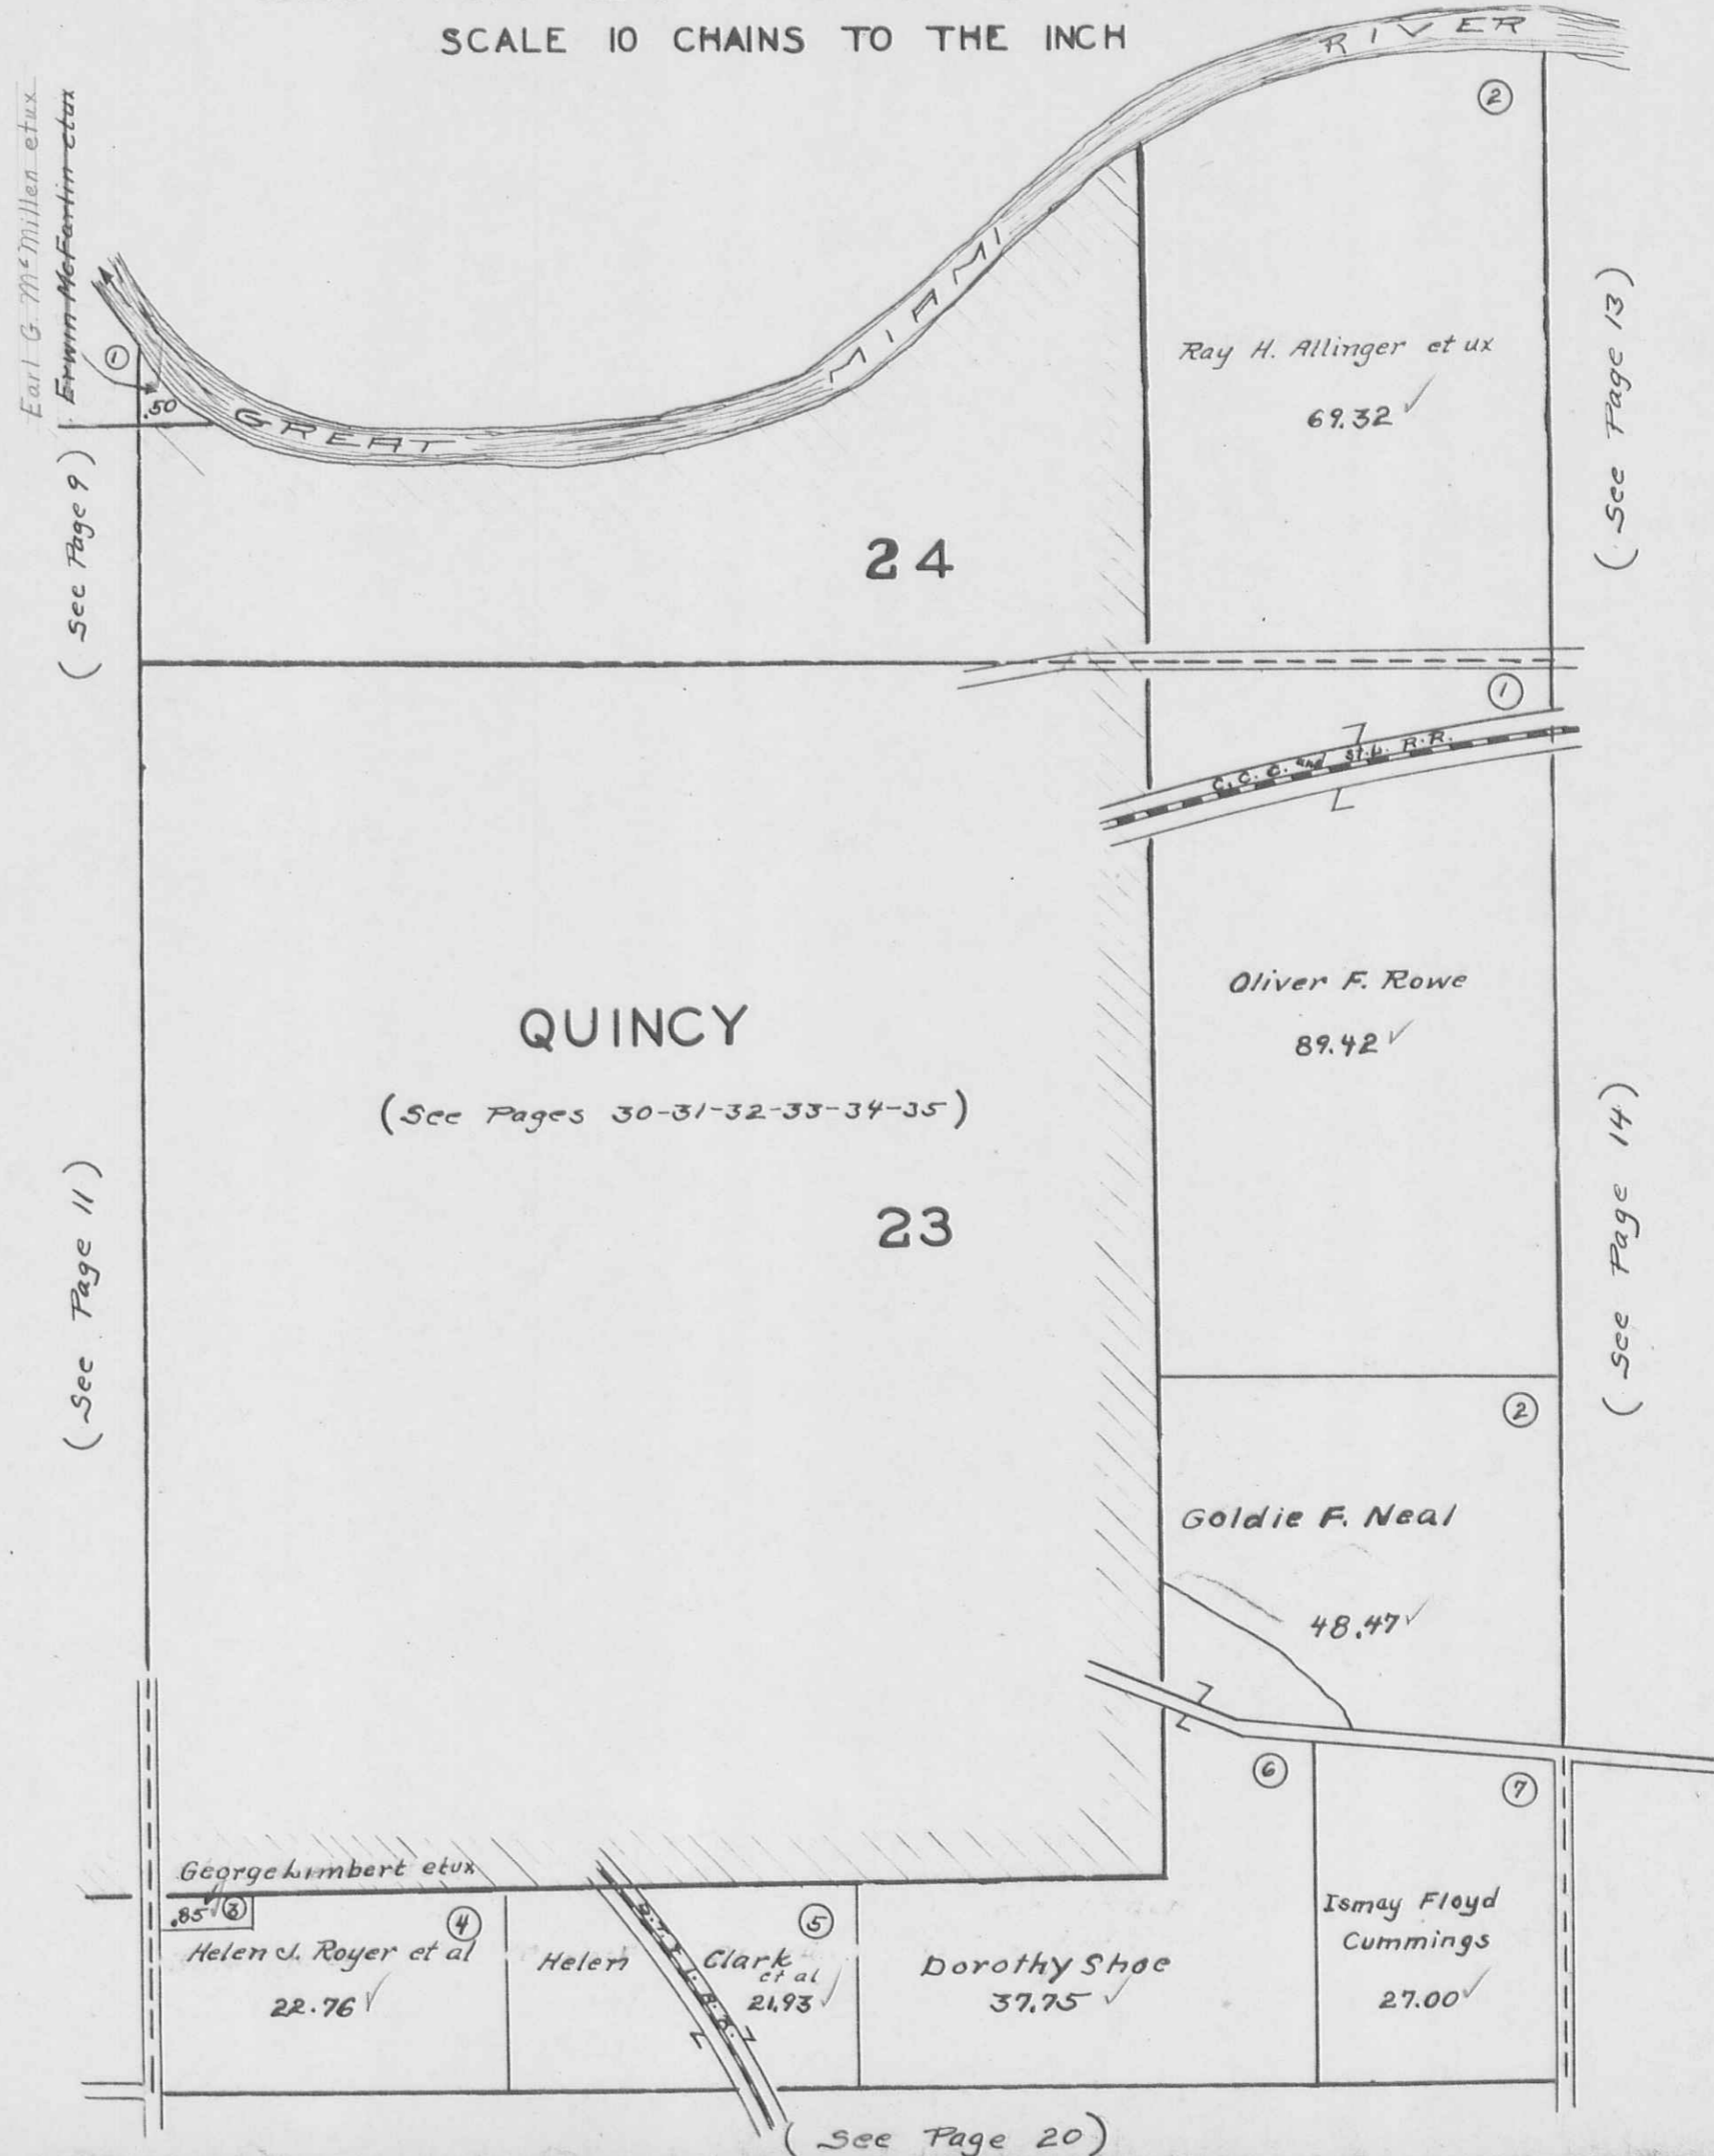 SCALE 10 CHAINS TO THE INCH
RIVER
②
Earl G. McMillen etux
Erwin McFarlin etux
①
.50
GREAT
MIAMI
Ray H. Allinger et ux
69.32 ✓
(See Page 13)
(See Page 9)
24
①
C. C. C. and St. L. R.R.
Oliver F. Rowe
89.42 ✓
QUINCY
(See Pages 30-31-32-33-34-35)
23
(See Page 11)
(See Page 14)
②
Goldie F. Neal
48.47 ✓
⑥
⑦
George Limbert etux
.85 ✓ ③
④
Helen J. Royer et al
22.76 ✓
Helen Clark
et al
⑤
21.93 ✓
D. T. & I. R. R.
Dorothy Shoe
37.75 ✓
Ismay Floyd
Cummings
27.00 ✓
(See Page 20)